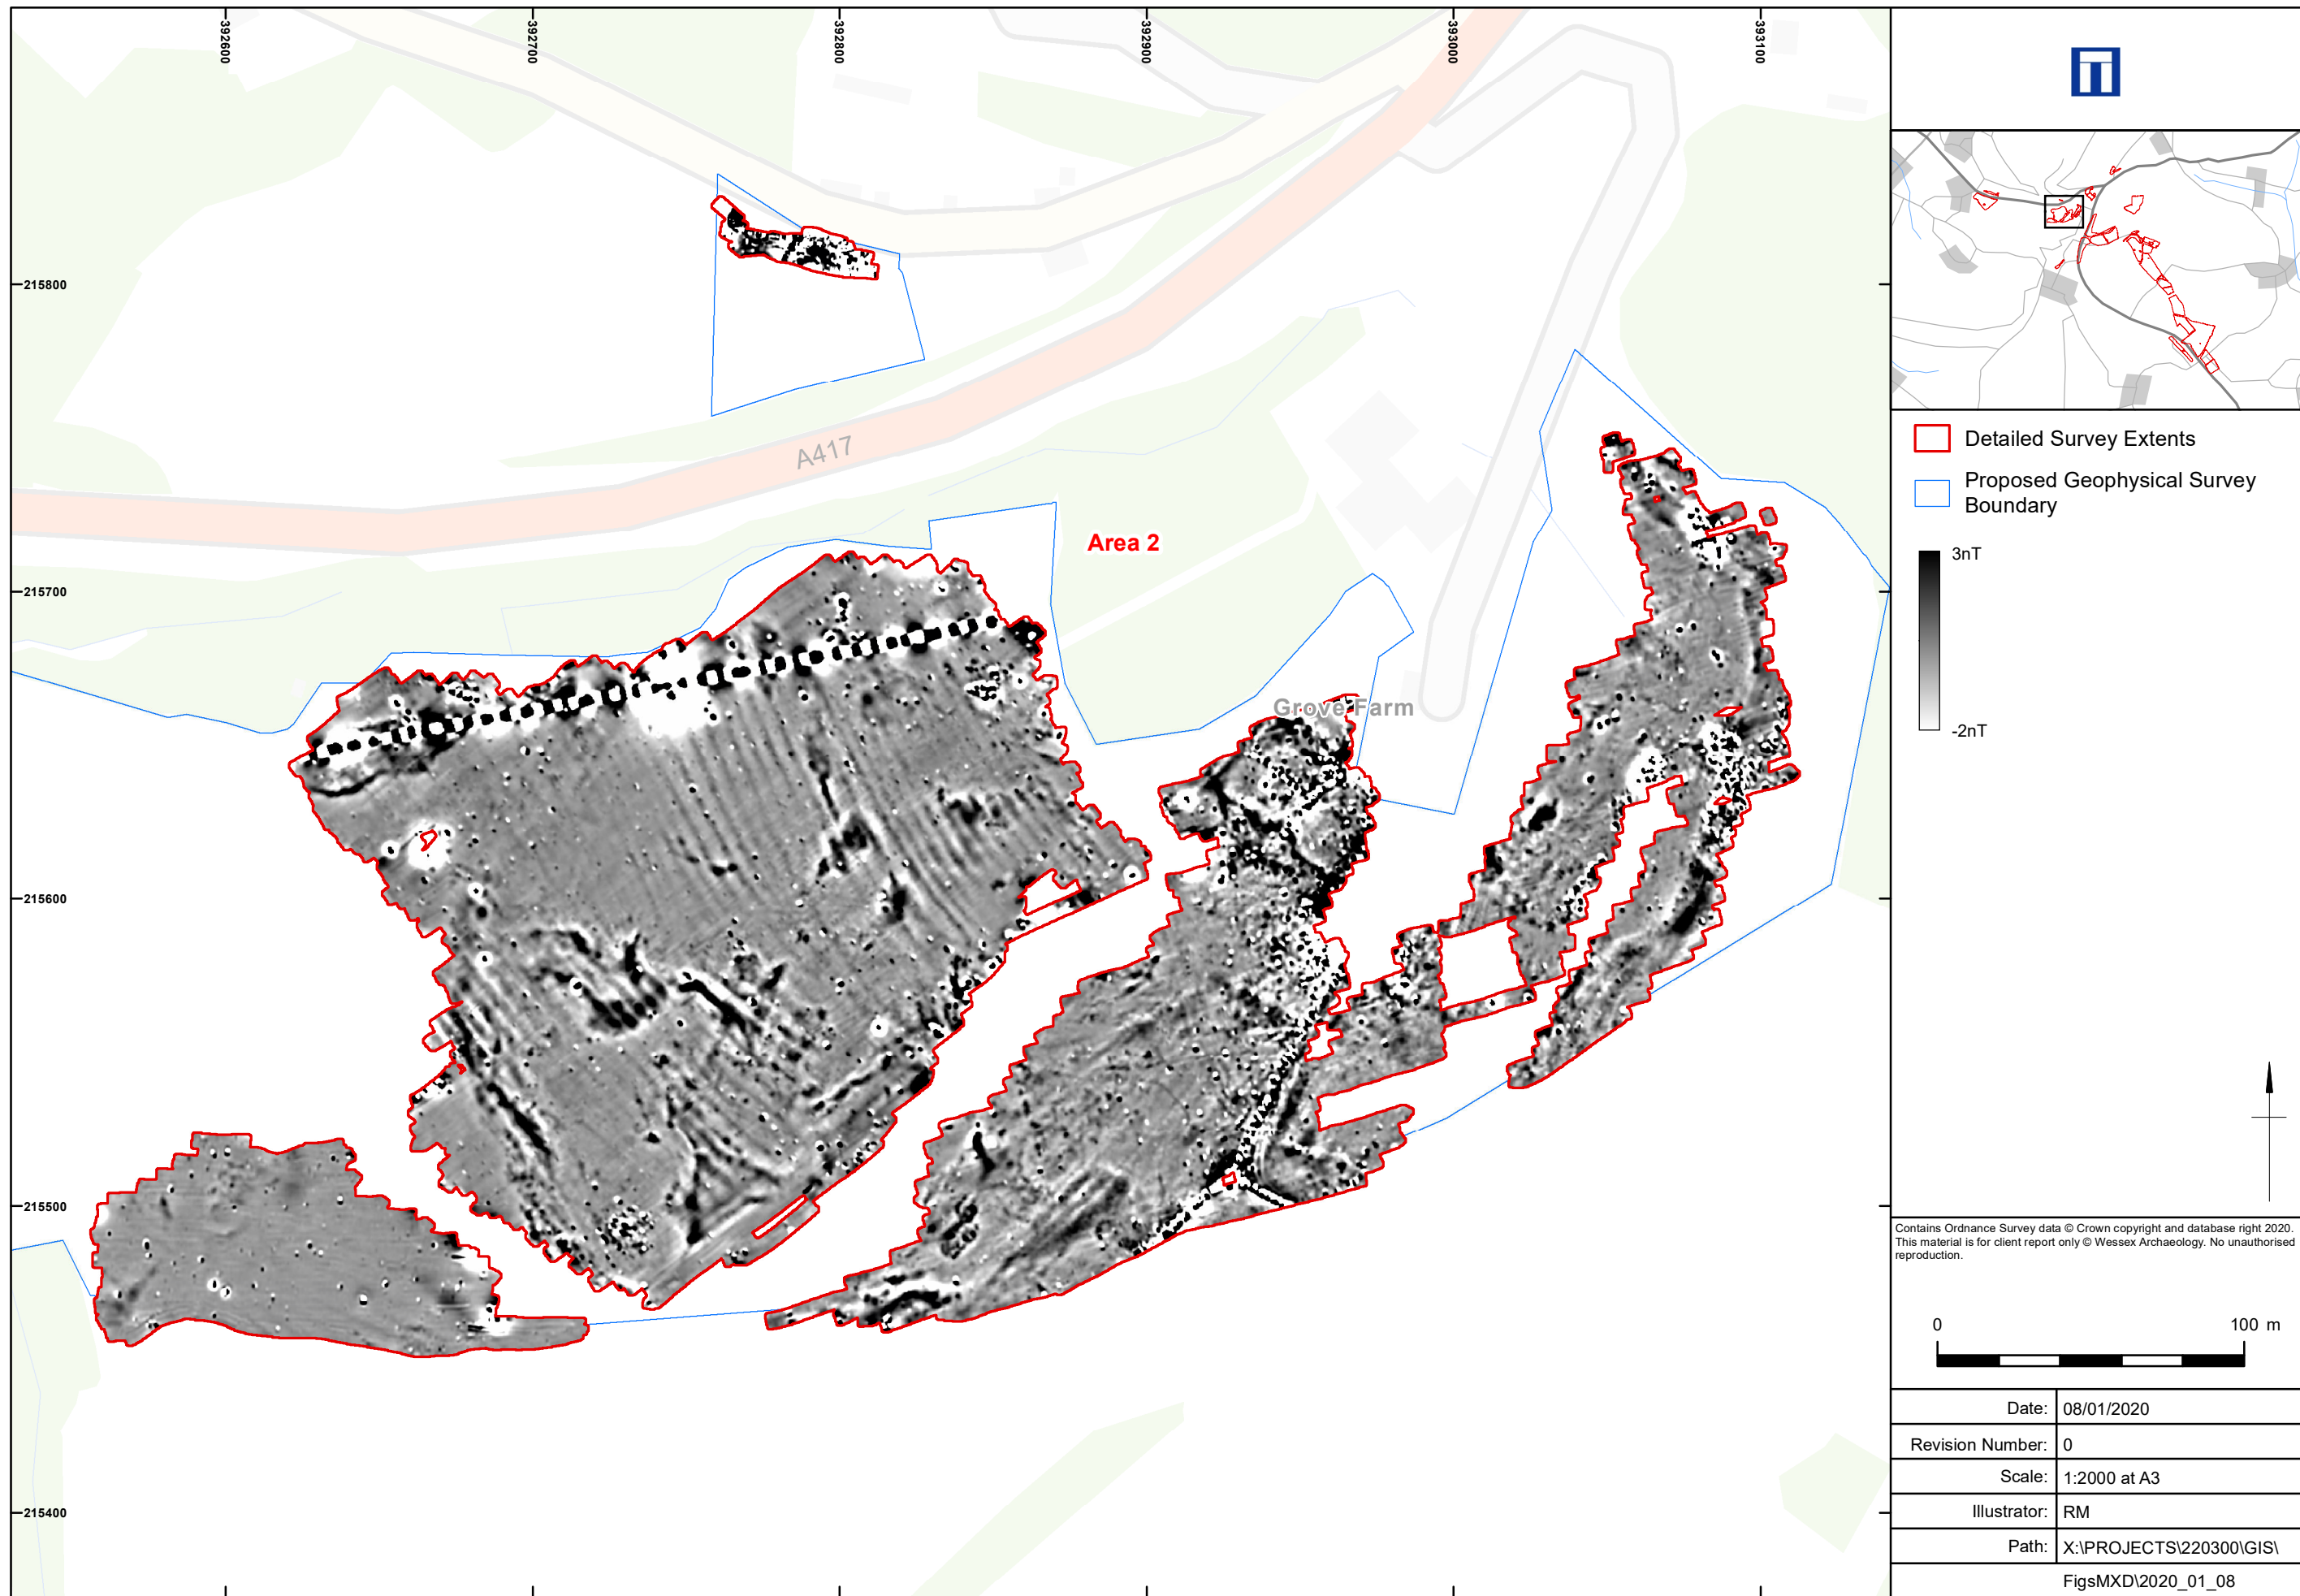 392600
392700
392800
392900
393000
393100
215800
215700
215600
215500
215400
A417
Area 2
Grove Farm
Detailed Survey Extents
Proposed Geophysical Survey
Boundary
3nT
-2nT
Contains Ordnance Survey data © Crown copyright and database right 2020.
This material is for client report only © Wessex Archaeology. No unauthorised
reproduction.
0 100 m
Date: 08/01/2020
Revision Number: 0
Scale: 1:2000 at A3
Illustrator: RM
Path: X:\PROJECTS\220300\GIS\
FigsMXD\2020_01_08